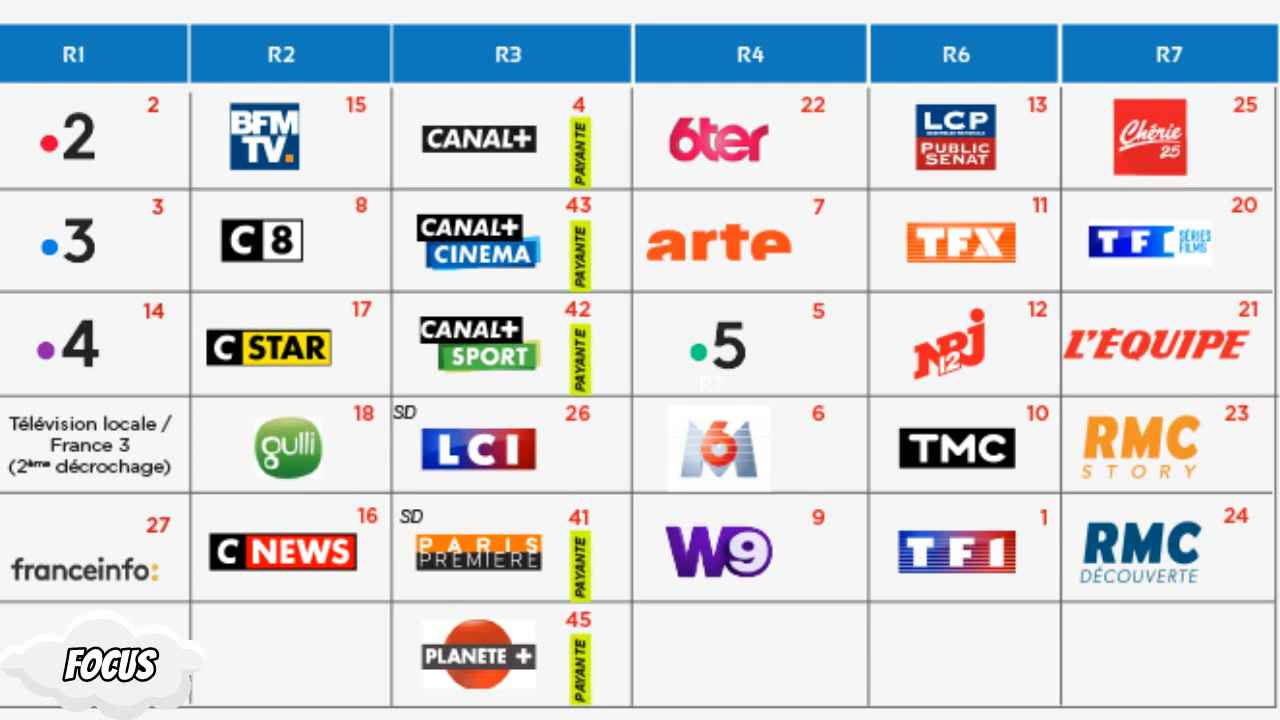 R1 R2 R3 R4 R6 R7
2 15 4 22 13 25
2 BFM TV. CANAL+ PAYANTE 6ter LCP PUBLIC SENAT Chérie 25
3 8 43 7 11 20
3 C8 CANAL+ CINEMA PAYANTE arte TFX TF1 SÉRIES FILMS
14 17 42 5 12 21
4 C STAR CANAL+ SPORT PAYANTE 5 NRJ 12 L'ÉQUIPE
18 SD 26 6 10 23
Télévision locale /
France 3
(2ème décrochage)
gulli LCI M6 TMC RMC STORY
27 16 SD 41 9 1 24
franceinfo: C NEWS PARIS PREMIERE PAYANTE W9 TF1 RMC DÉCOUVERTE
45
FOCUS PLANETE + PAYANTE